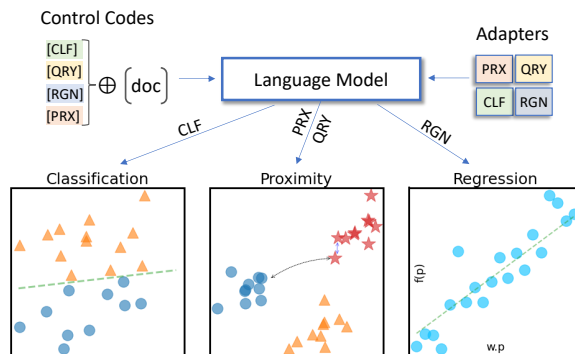 Control Codes
[CLF]
[QRY]
[RGN]
[PRX]
⊕ [doc]
Language Model
Adapters
PRX QRY
CLF RGN
CLF
PRX
QRY
RGN
Classification
Proximity
Regression
f(p)
w.p